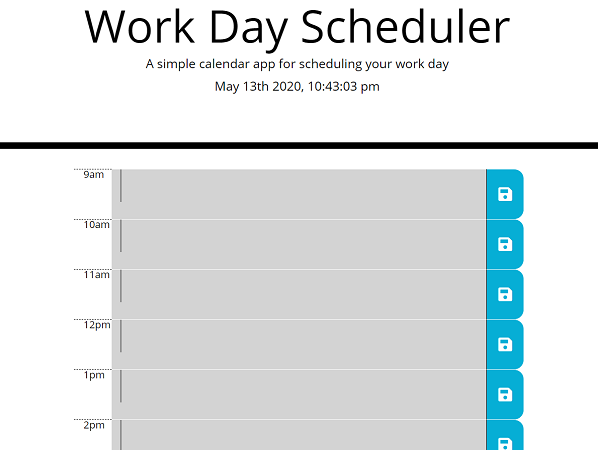 Work Day Scheduler
A simple calendar app for scheduling your work day
May 13th 2020, 10:43:03 pm
9am
10am
11am
12pm
1pm
2pm